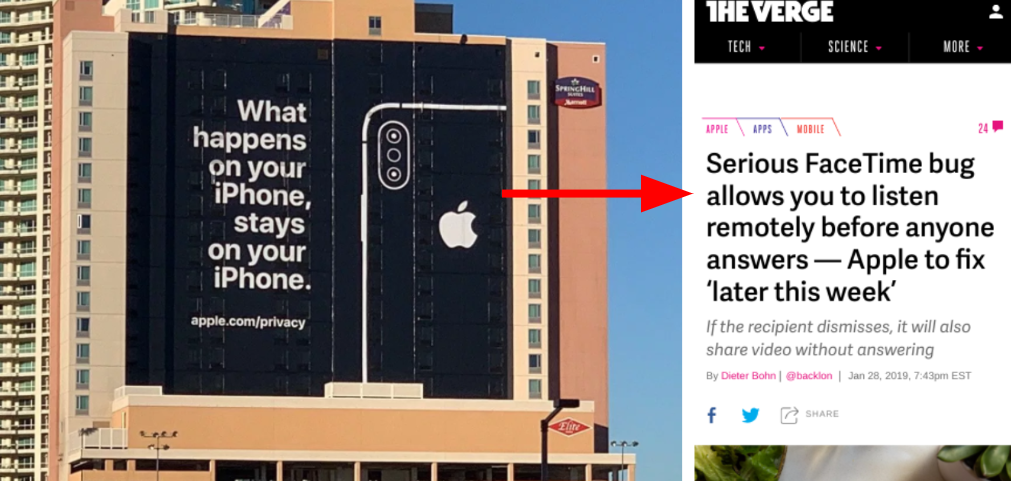 What
happens
on your
iPhone,
stays
on your
iPhone.
apple.com/privacy
SPRINGHILL
SUITES
Marriott
Elite
THE VERGE
TECH
SCIENCE
MORE
APPLE
APPS
MOBILE
24
Serious FaceTime bug
allows you to listen
remotely before anyone
answers — Apple to fix
‘later this week’
If the recipient dismisses, it will also
share video without answering
By Dieter Bohn | @backlon | Jan 28, 2019, 7:43pm EST
SHARE